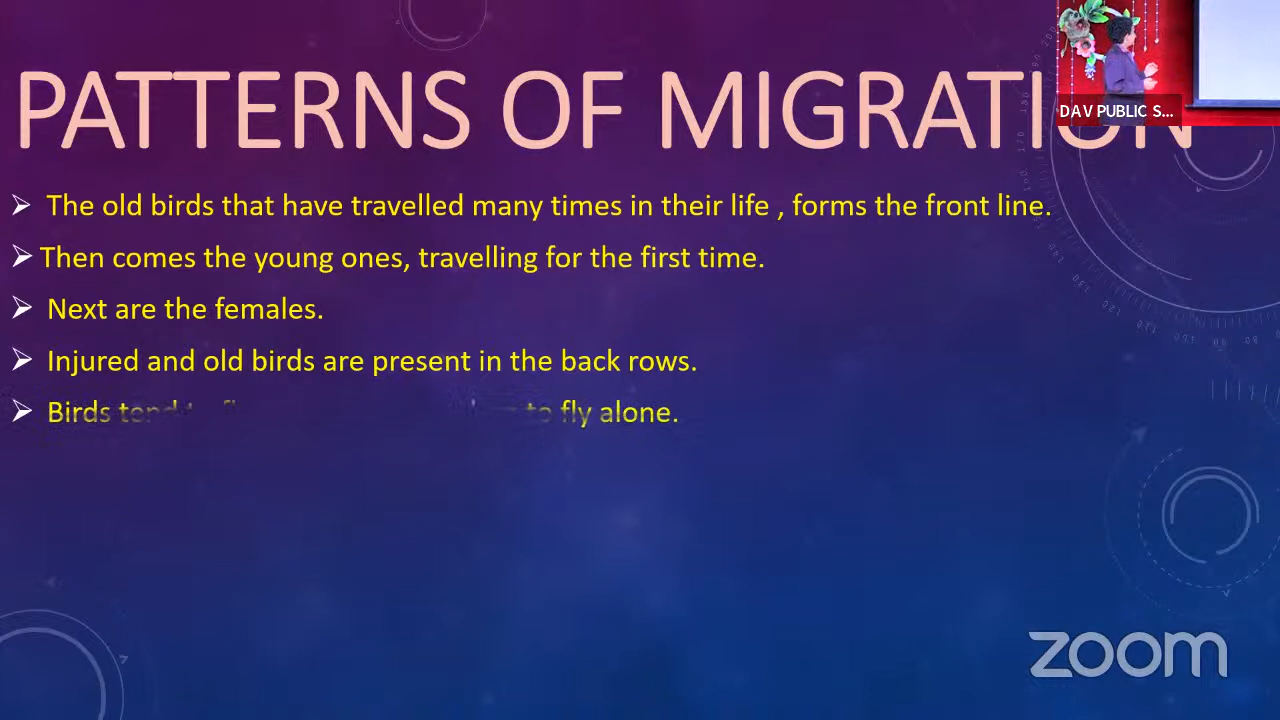 PATTERNS OF MIGRATION
DAV PUBLIC S...
The old birds that have travelled many times in their life , forms the front line.
Then comes the young ones, travelling for the first time.
Next are the females.
Injured and old birds are present in the back rows.
Birds to fly alone.
zoom